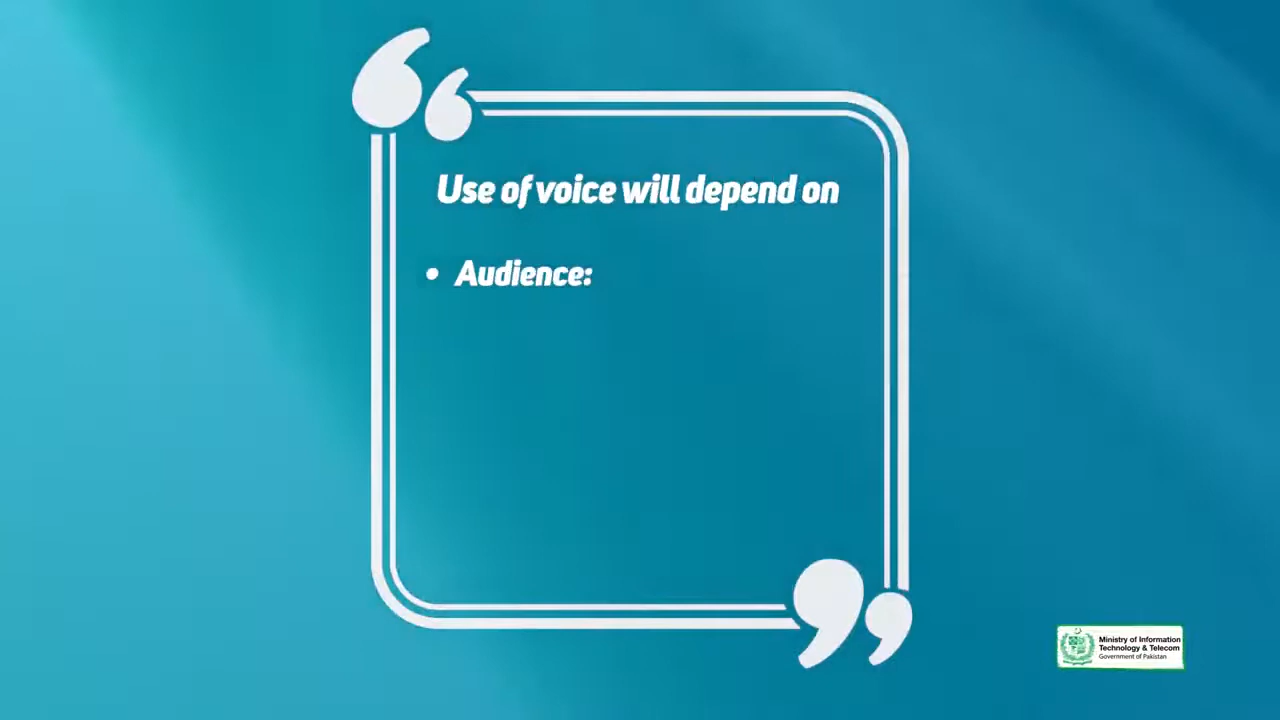 Use of voice will depend on
• Audience:
Ministry of Information
Technology & Telecom
Government of Pakistan